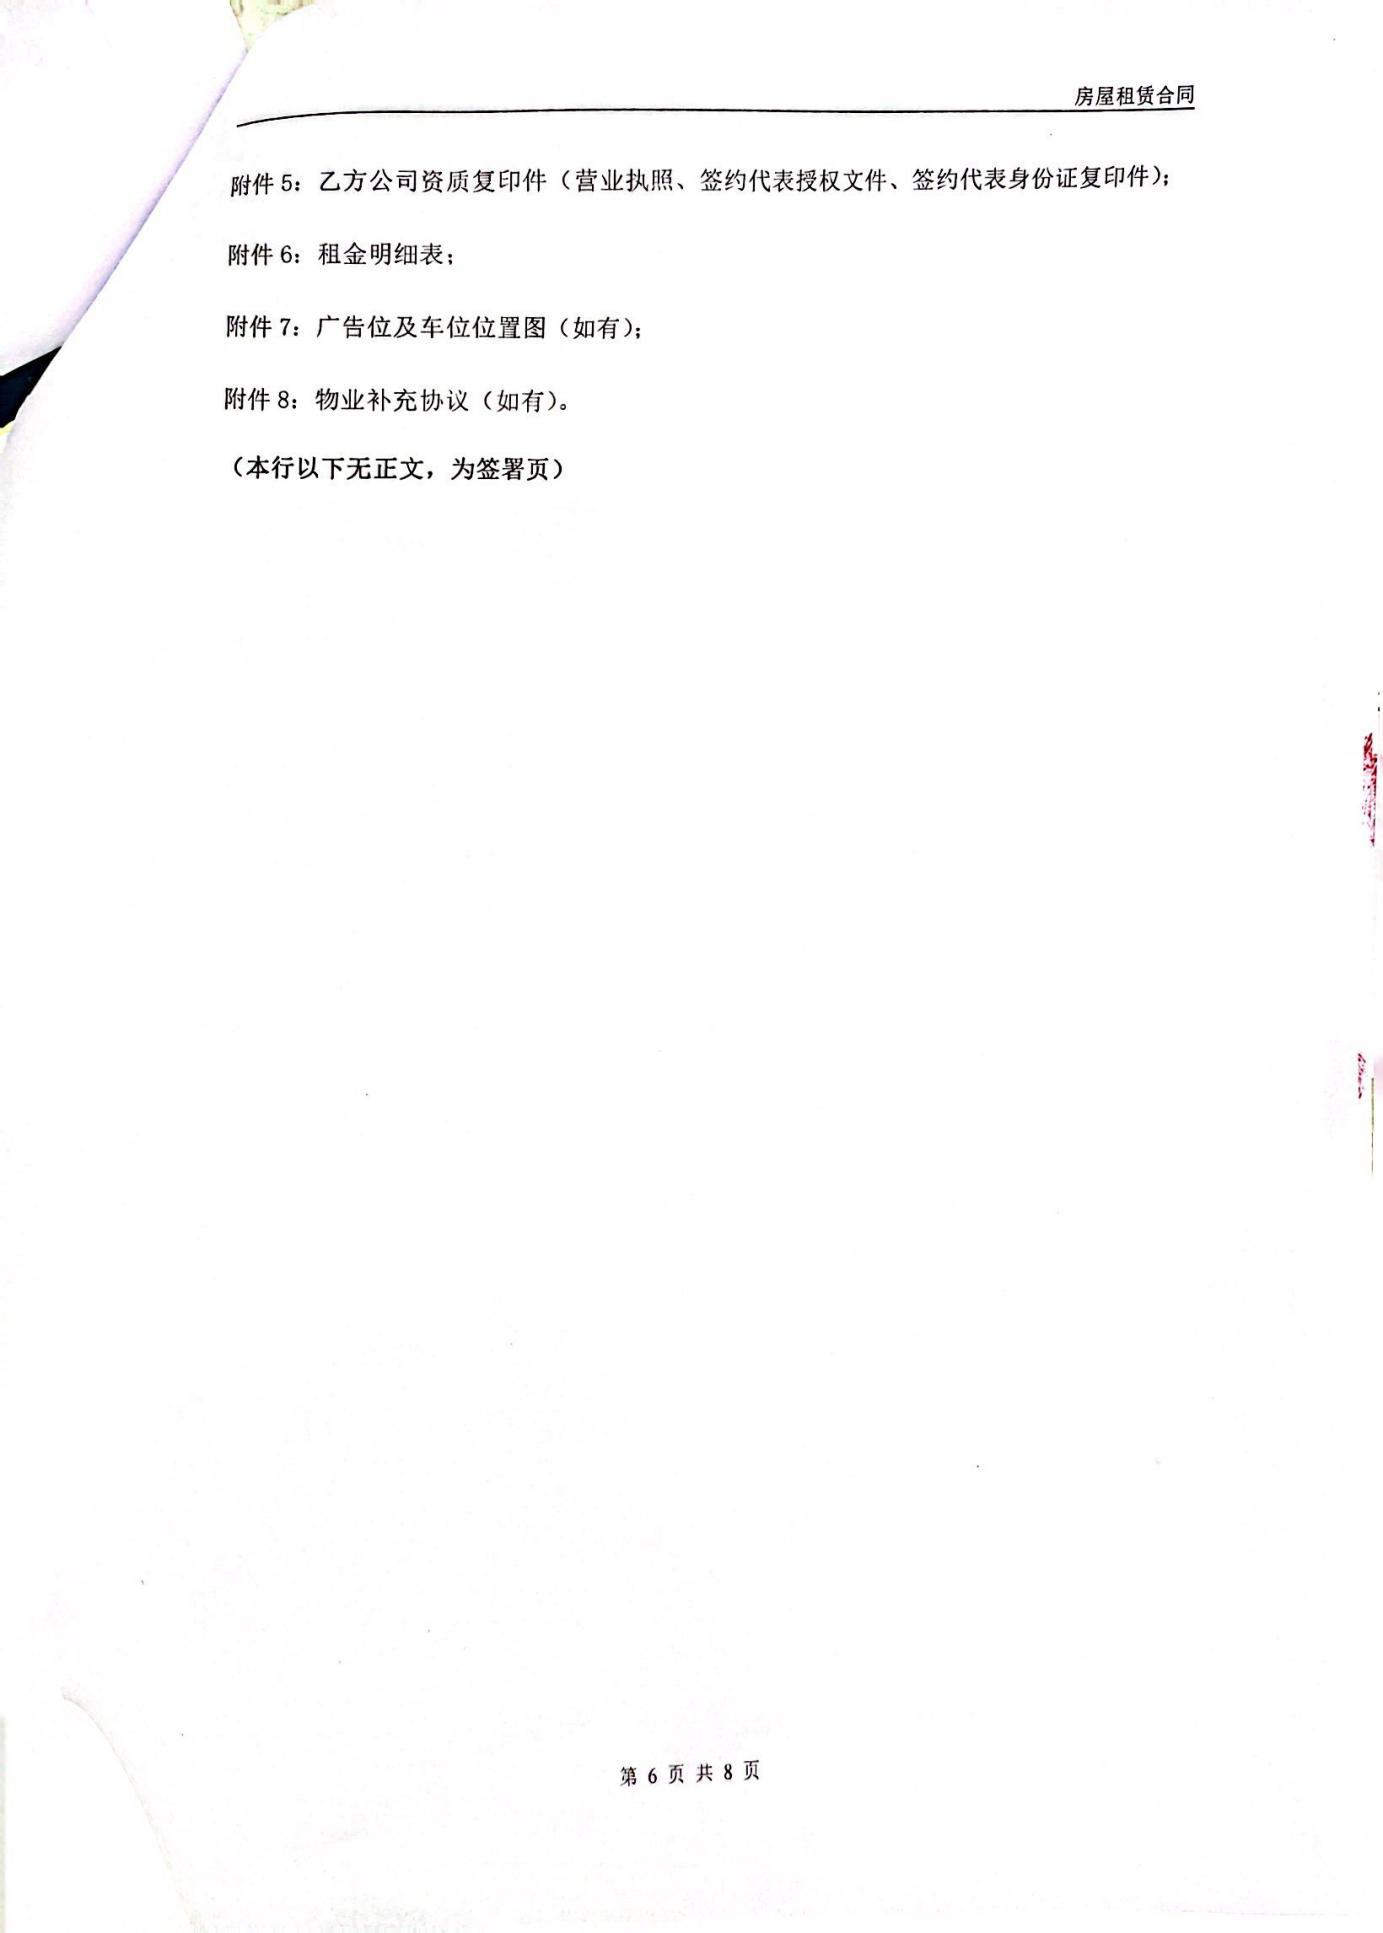 房屋租赁合同
附件 5：乙方公司资质复印件（营业执照、签约代表授权文件、签约代表身份证复印件）；
附件 6：租金明细表；
附件 7：广告位及车位位置图（如有）；
附件 8：物业补充协议（如有）。
（本行以下无正文，为签署页）
第 6 页 共 8 页